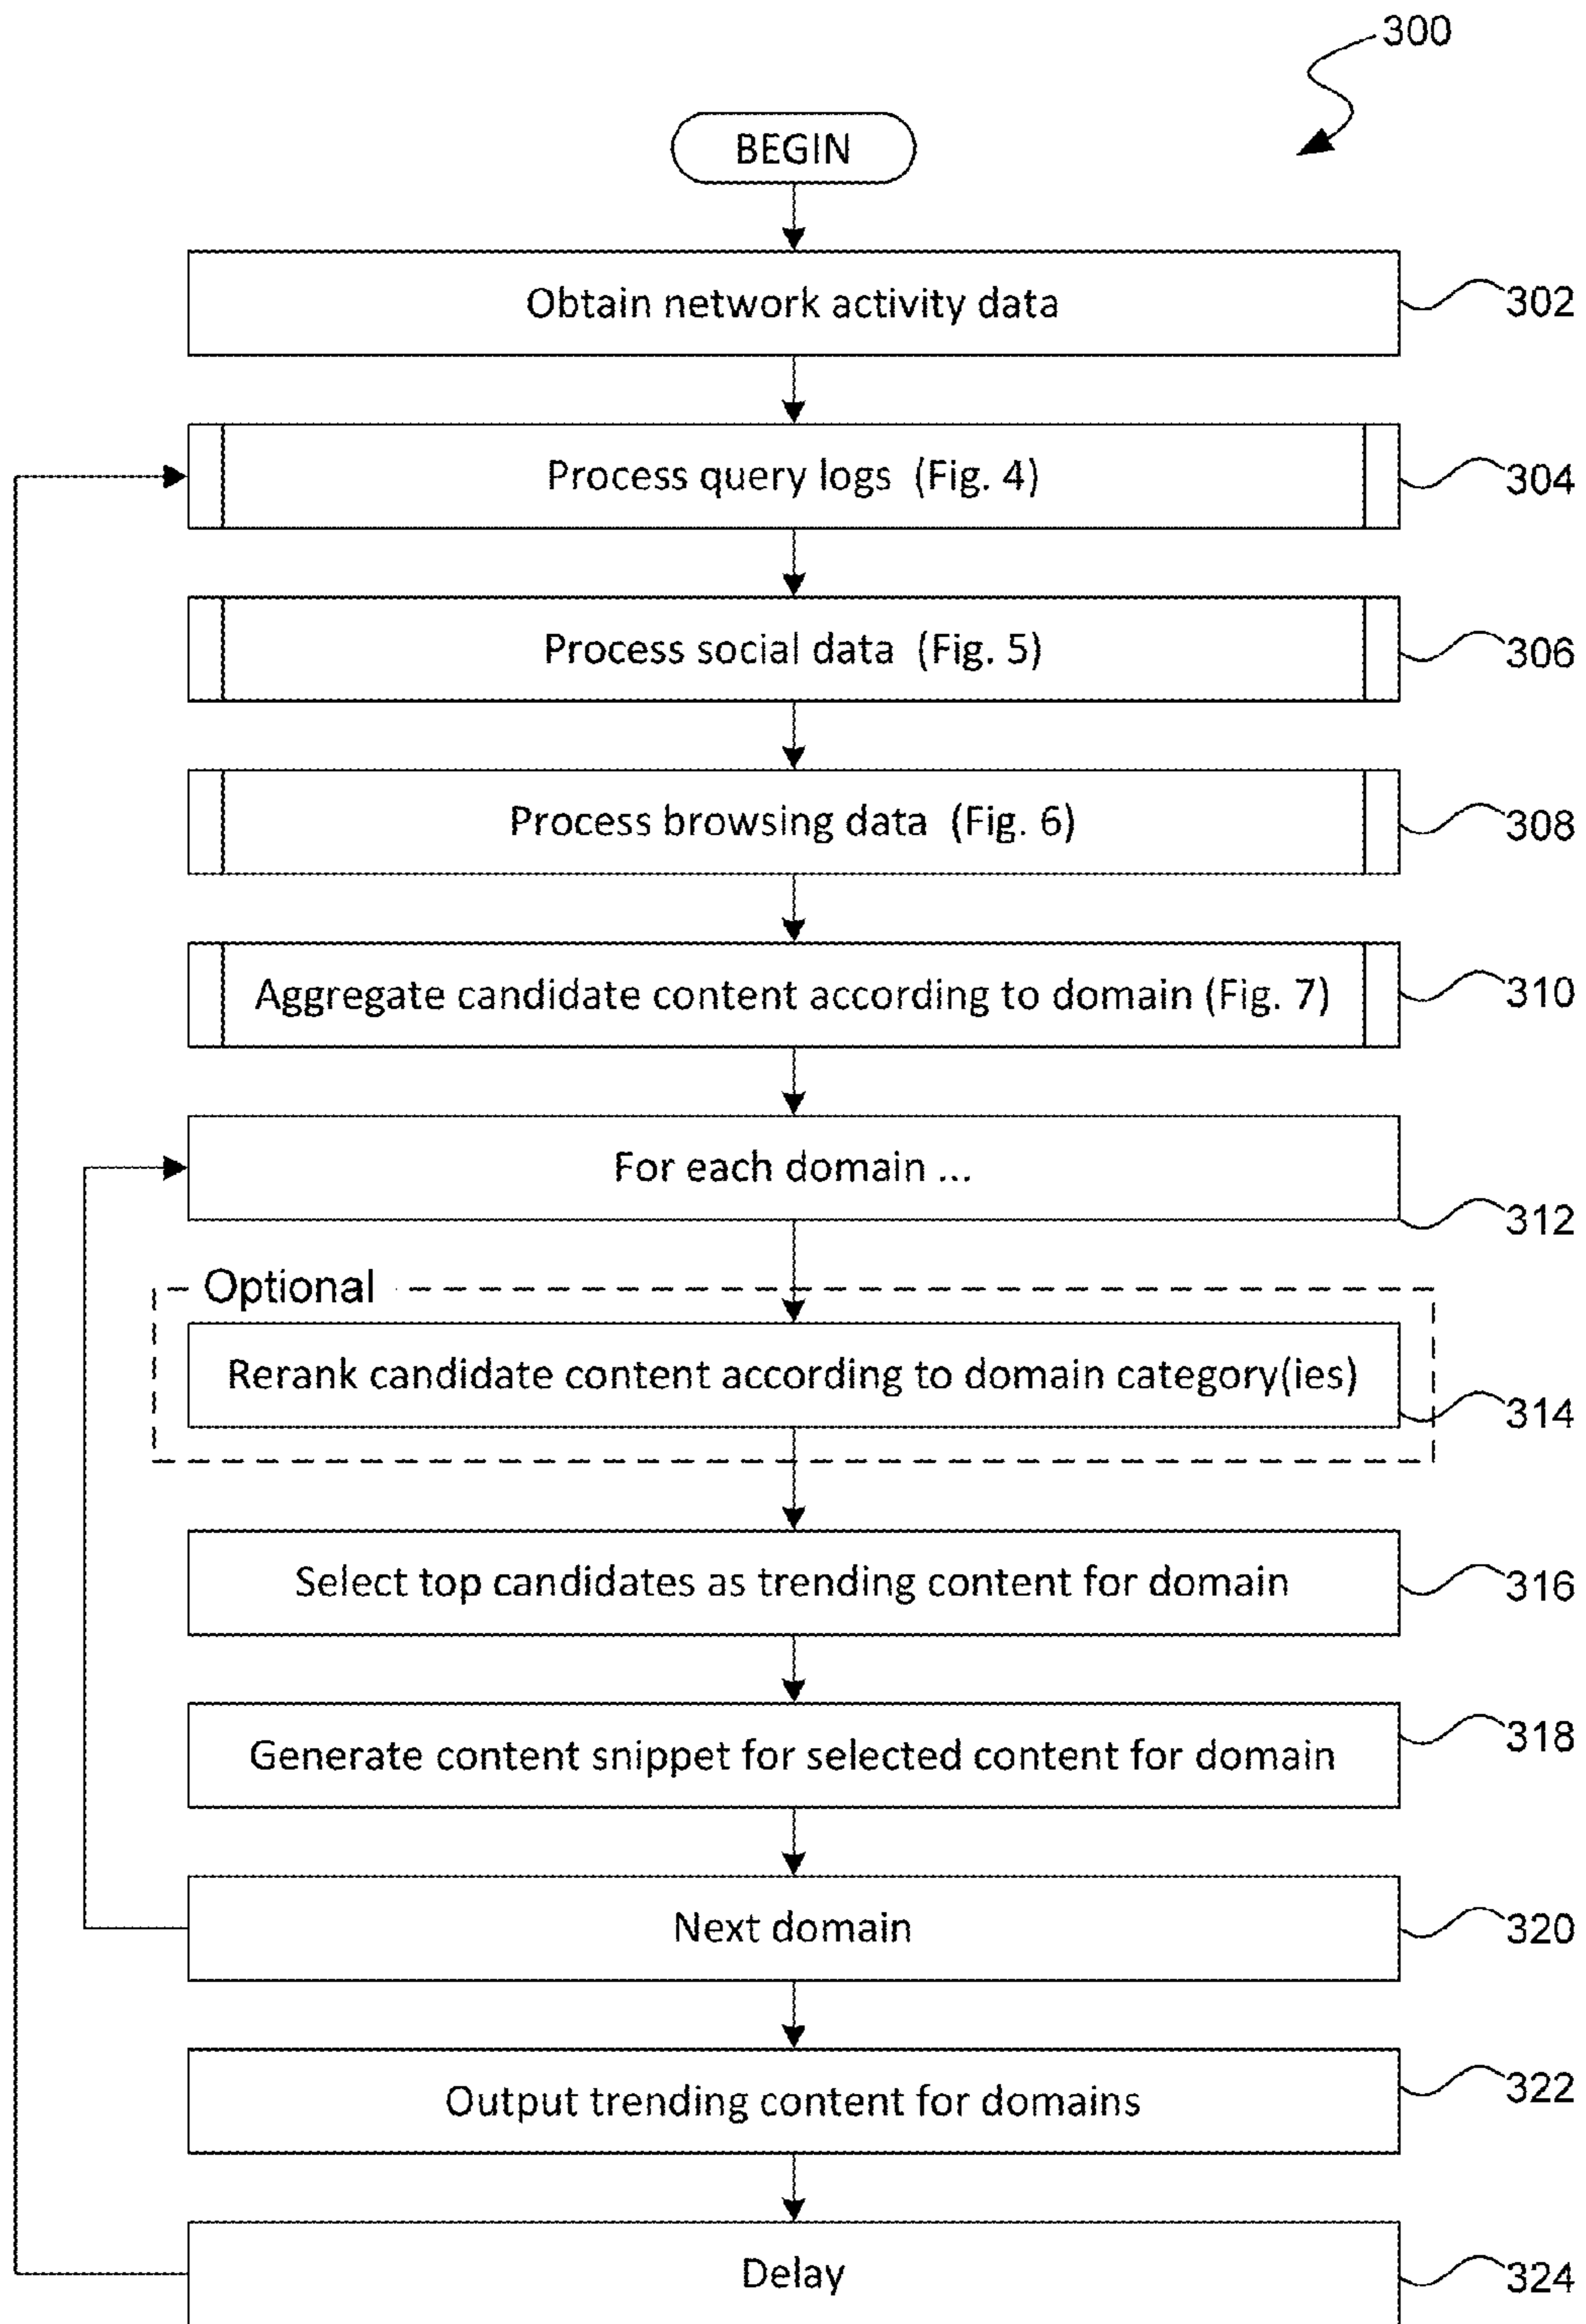 300
BEGIN
Obtain network activity data
302
Process query logs (Fig. 4)
304
Process social data (Fig. 5)
306
Process browsing data (Fig. 6)
308
Aggregate candidate content according to domain (Fig. 7)
310
For each domain ...
312
Optional
Rerank candidate content according to domain category(ies)
314
Select top candidates as trending content for domain
316
Generate content snippet for selected content for domain
318
Next domain
320
Output trending content for domains
322
Delay
324